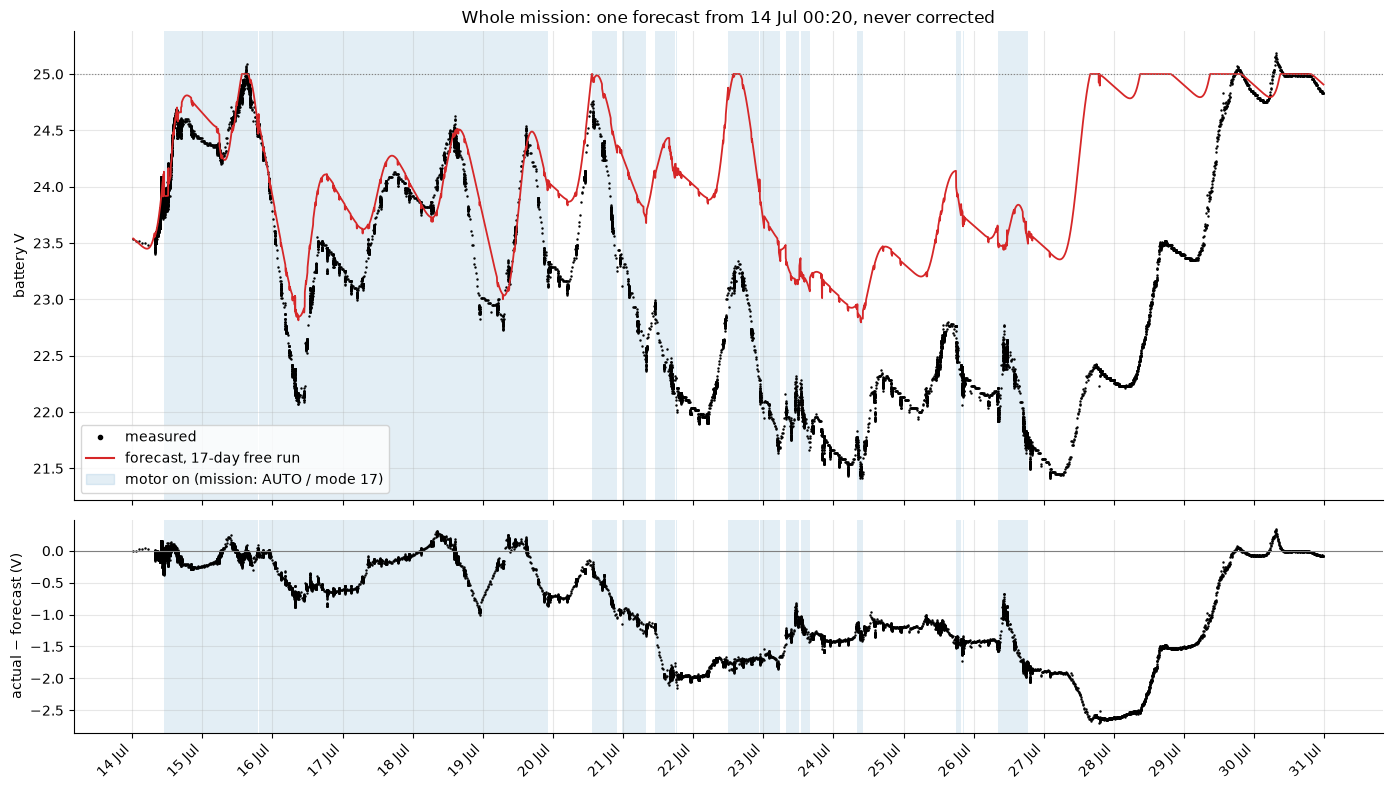 Whole mission: one forecast from 14 Jul 00:20, never corrected
battery V
25.0
24.5
24.0
23.5
23.0
22.5
22.0
21.5
measured
forecast, 17-day free run
motor on (mission: AUTO / mode 17)
actual − forecast (V)
0.0
−0.5
−1.0
−1.5
−2.0
−2.5
14 Jul
15 Jul
16 Jul
17 Jul
18 Jul
19 Jul
20 Jul
21 Jul
22 Jul
23 Jul
24 Jul
25 Jul
26 Jul
27 Jul
28 Jul
29 Jul
30 Jul
31 Jul